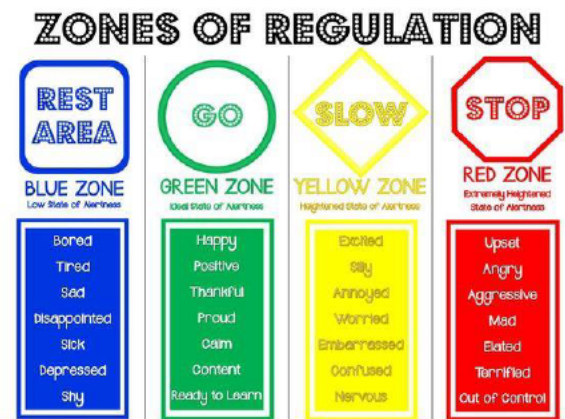 ZONES OF REGULATION
REST
AREA
BLUE ZONE
Low State of Alertness
Bored
Tired
Sad
Disappointed
Sick
Depressed
Shy
GO
GREEN ZONE
Ideal State of Alertness
Happy
Positive
Thankful
Proud
Calm
Content
Ready to Learn
SLOW
YELLOW ZONE
Heightened State of Alertness
Excited
Silly
Annoyed
Worried
Embarrassed
Confused
Nervous
STOP
RED ZONE
Extremely Heightened
State of Alertness
Upset
Angry
Aggressive
Mad
Elated
Terrified
Out of Control